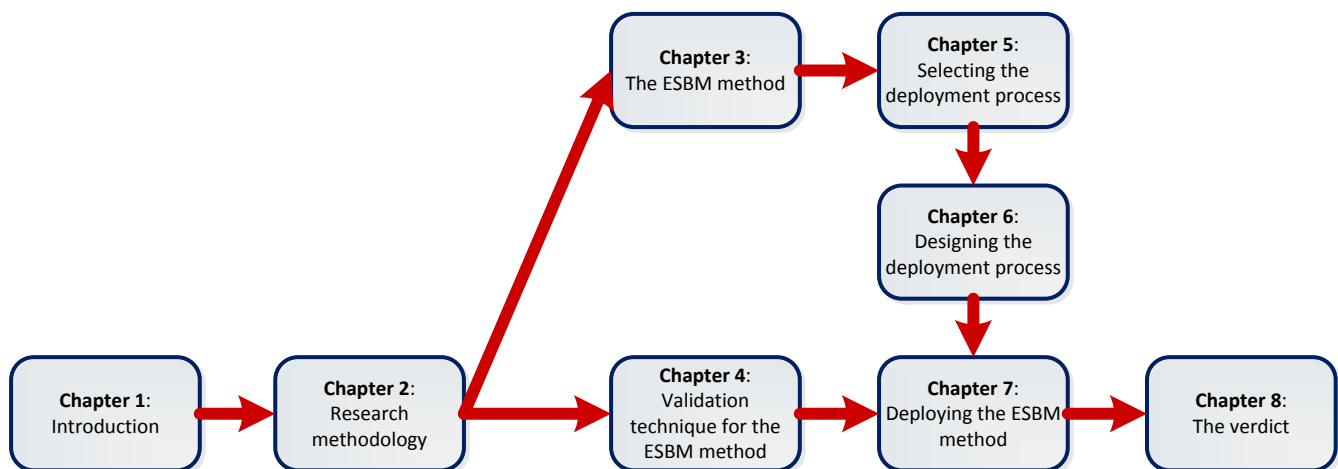 Chapter 3:
The ESBM method
Chapter 5:
Selecting the
deployment process
Chapter 6:
Designing the
deployment process
Chapter 1:
Introduction
Chapter 2:
Research
methodology
Chapter 4:
Validation
technique for the
ESBM method
Chapter 7:
Deploying the ESBM
method
Chapter 8:
The verdict